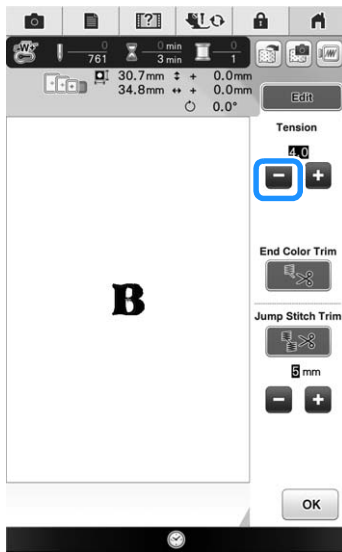 [?]
W
0
761
0 min
3 min
0
1
30.7mm + 0.0mm
34.8mm + 0.0mm
0.0°
Edit
Tension
4.0
− +
End Color Trim
B
Jump Stitch Trim
5 mm
− +
OK